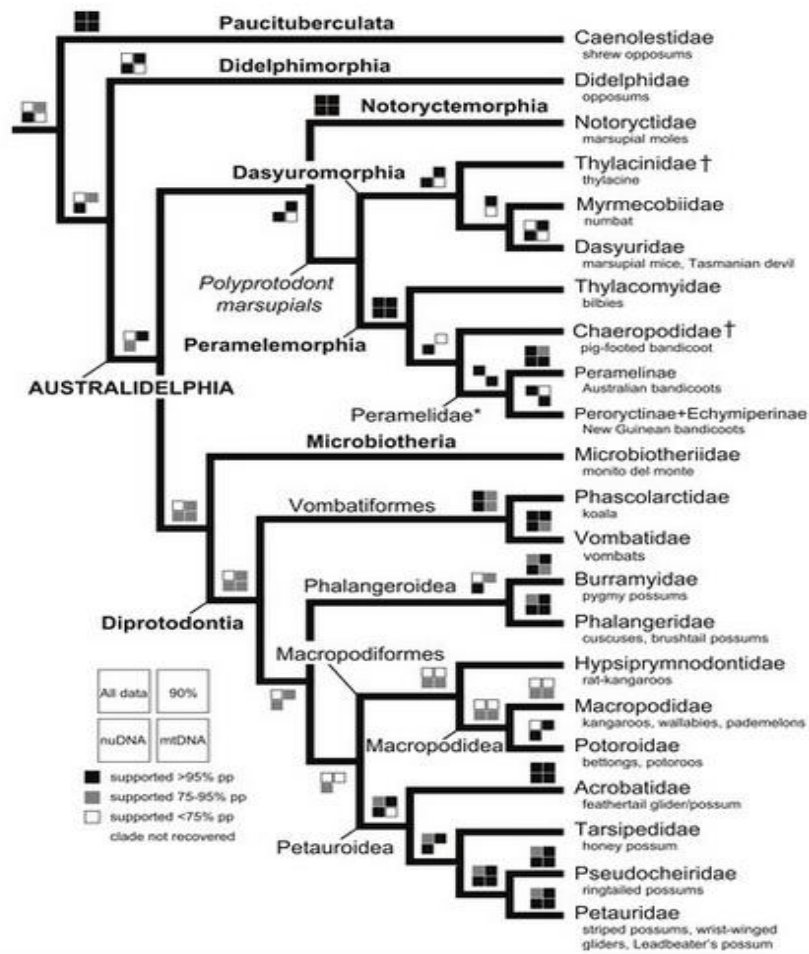 Paucituberculata
Caenolestidae
shrew opossums
Didelphimorphia
Didelphidae
opossums
Notoryctemorphia
Notoryctidae
marsupial moles
Dasyuromorphia
Thylacinidae†
thylacine
Myrmecobiidae
numbat
Dasyuridae
marsupial mice, Tasmanian devil
Polyprotodont
marsupials
Thylacomyidae
bilbies
Peramelemorphia
Chaeropodidae†
pig-footed bandicoot
Peramelinae
Australian bandicoots
AUSTRALIDELPHIA
Peramelidae*
Peroryctinae+Echymiperinae
New Guinean bandicoots
Microbiotheria
Microbiotheriidae
monito del monte
Vombatiformes
Phascolarctidae
koala
Vombatidae
vombats
Phalangeroidea
Burramyidae
pygmy possums
Diprotodontia
Phalangeridae
cuscuses, brushtail possums
Macropodiformes
Hypsiprymnodontidae
rat-kangaroos
All data
90%
nuDNA
mtDNA
Macropodidae
kangaroos, wallabies, pademelons
Macropodidea
Potoroidae
bettongs, potoroos
supported >95% pp
supported 75-95% pp
supported <75% pp
clade not recovered
Acrobatidae
feathertail glider/possum
Petauroidea
Tarsipedidae
honey possum
Pseudocheiridae
ringtailed possums
Petauridae
striped possums, wrist-winged
gliders, Leadbeater's possum